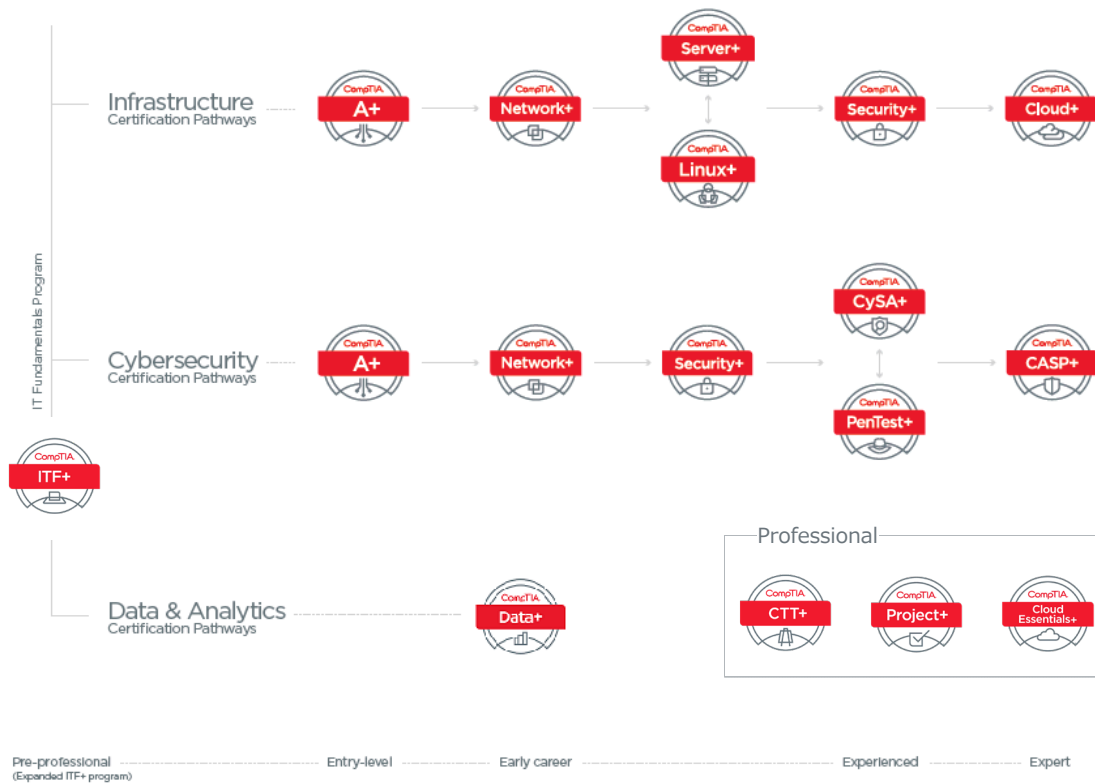 CompTIA
Server+
Infrastructure
Certification Pathways
CompTIA
A+
CompTIA
Network+
CompTIA
Security+
CompTIA
Cloud+
CompTIA
Linux+
IT Fundamentals Program
CompTIA
CySA+
Cybersecurity
Certification Pathways
CompTIA
A+
CompTIA
Network+
CompTIA
Security+
CompTIA
CASP+
CompTIA
PenTest+
CompTIA
ITF+
Professional
Data & Analytics
Certification Pathways
CompTIA
Data+
CompTIA
CTT+
CompTIA
Project+
CompTIA
Cloud
Essentials+
Pre-professional
(Expanded ITF+ program)
Entry-level
Early career
Experienced
Expert